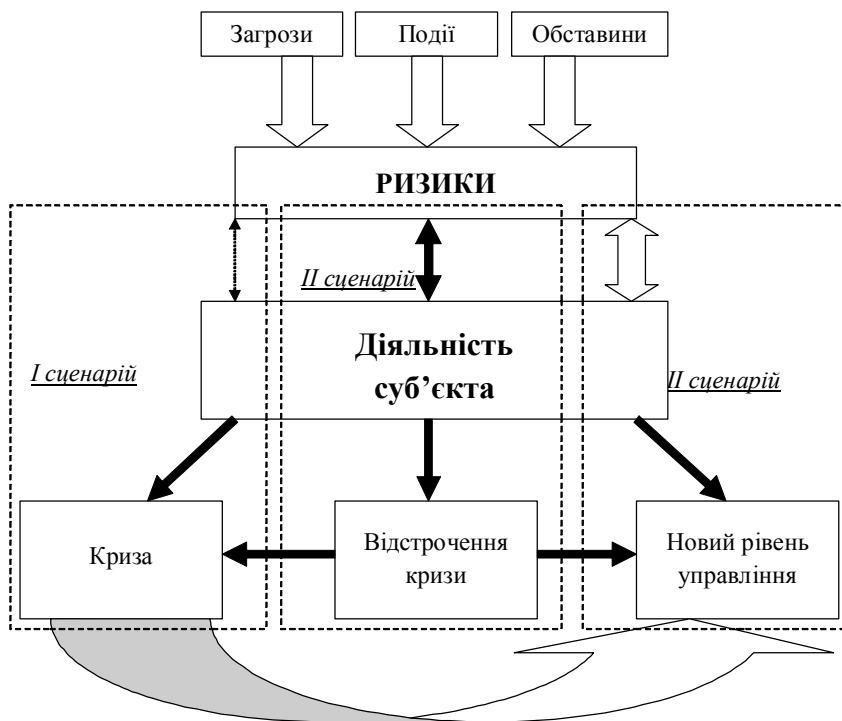 Загрози
Події
Обставини
РИЗИКИ
II сценарій
Діяльність
суб’єкта
I сценарій
II сценарій
Криза
Відстрочення
кризи
Новий рівень
управління